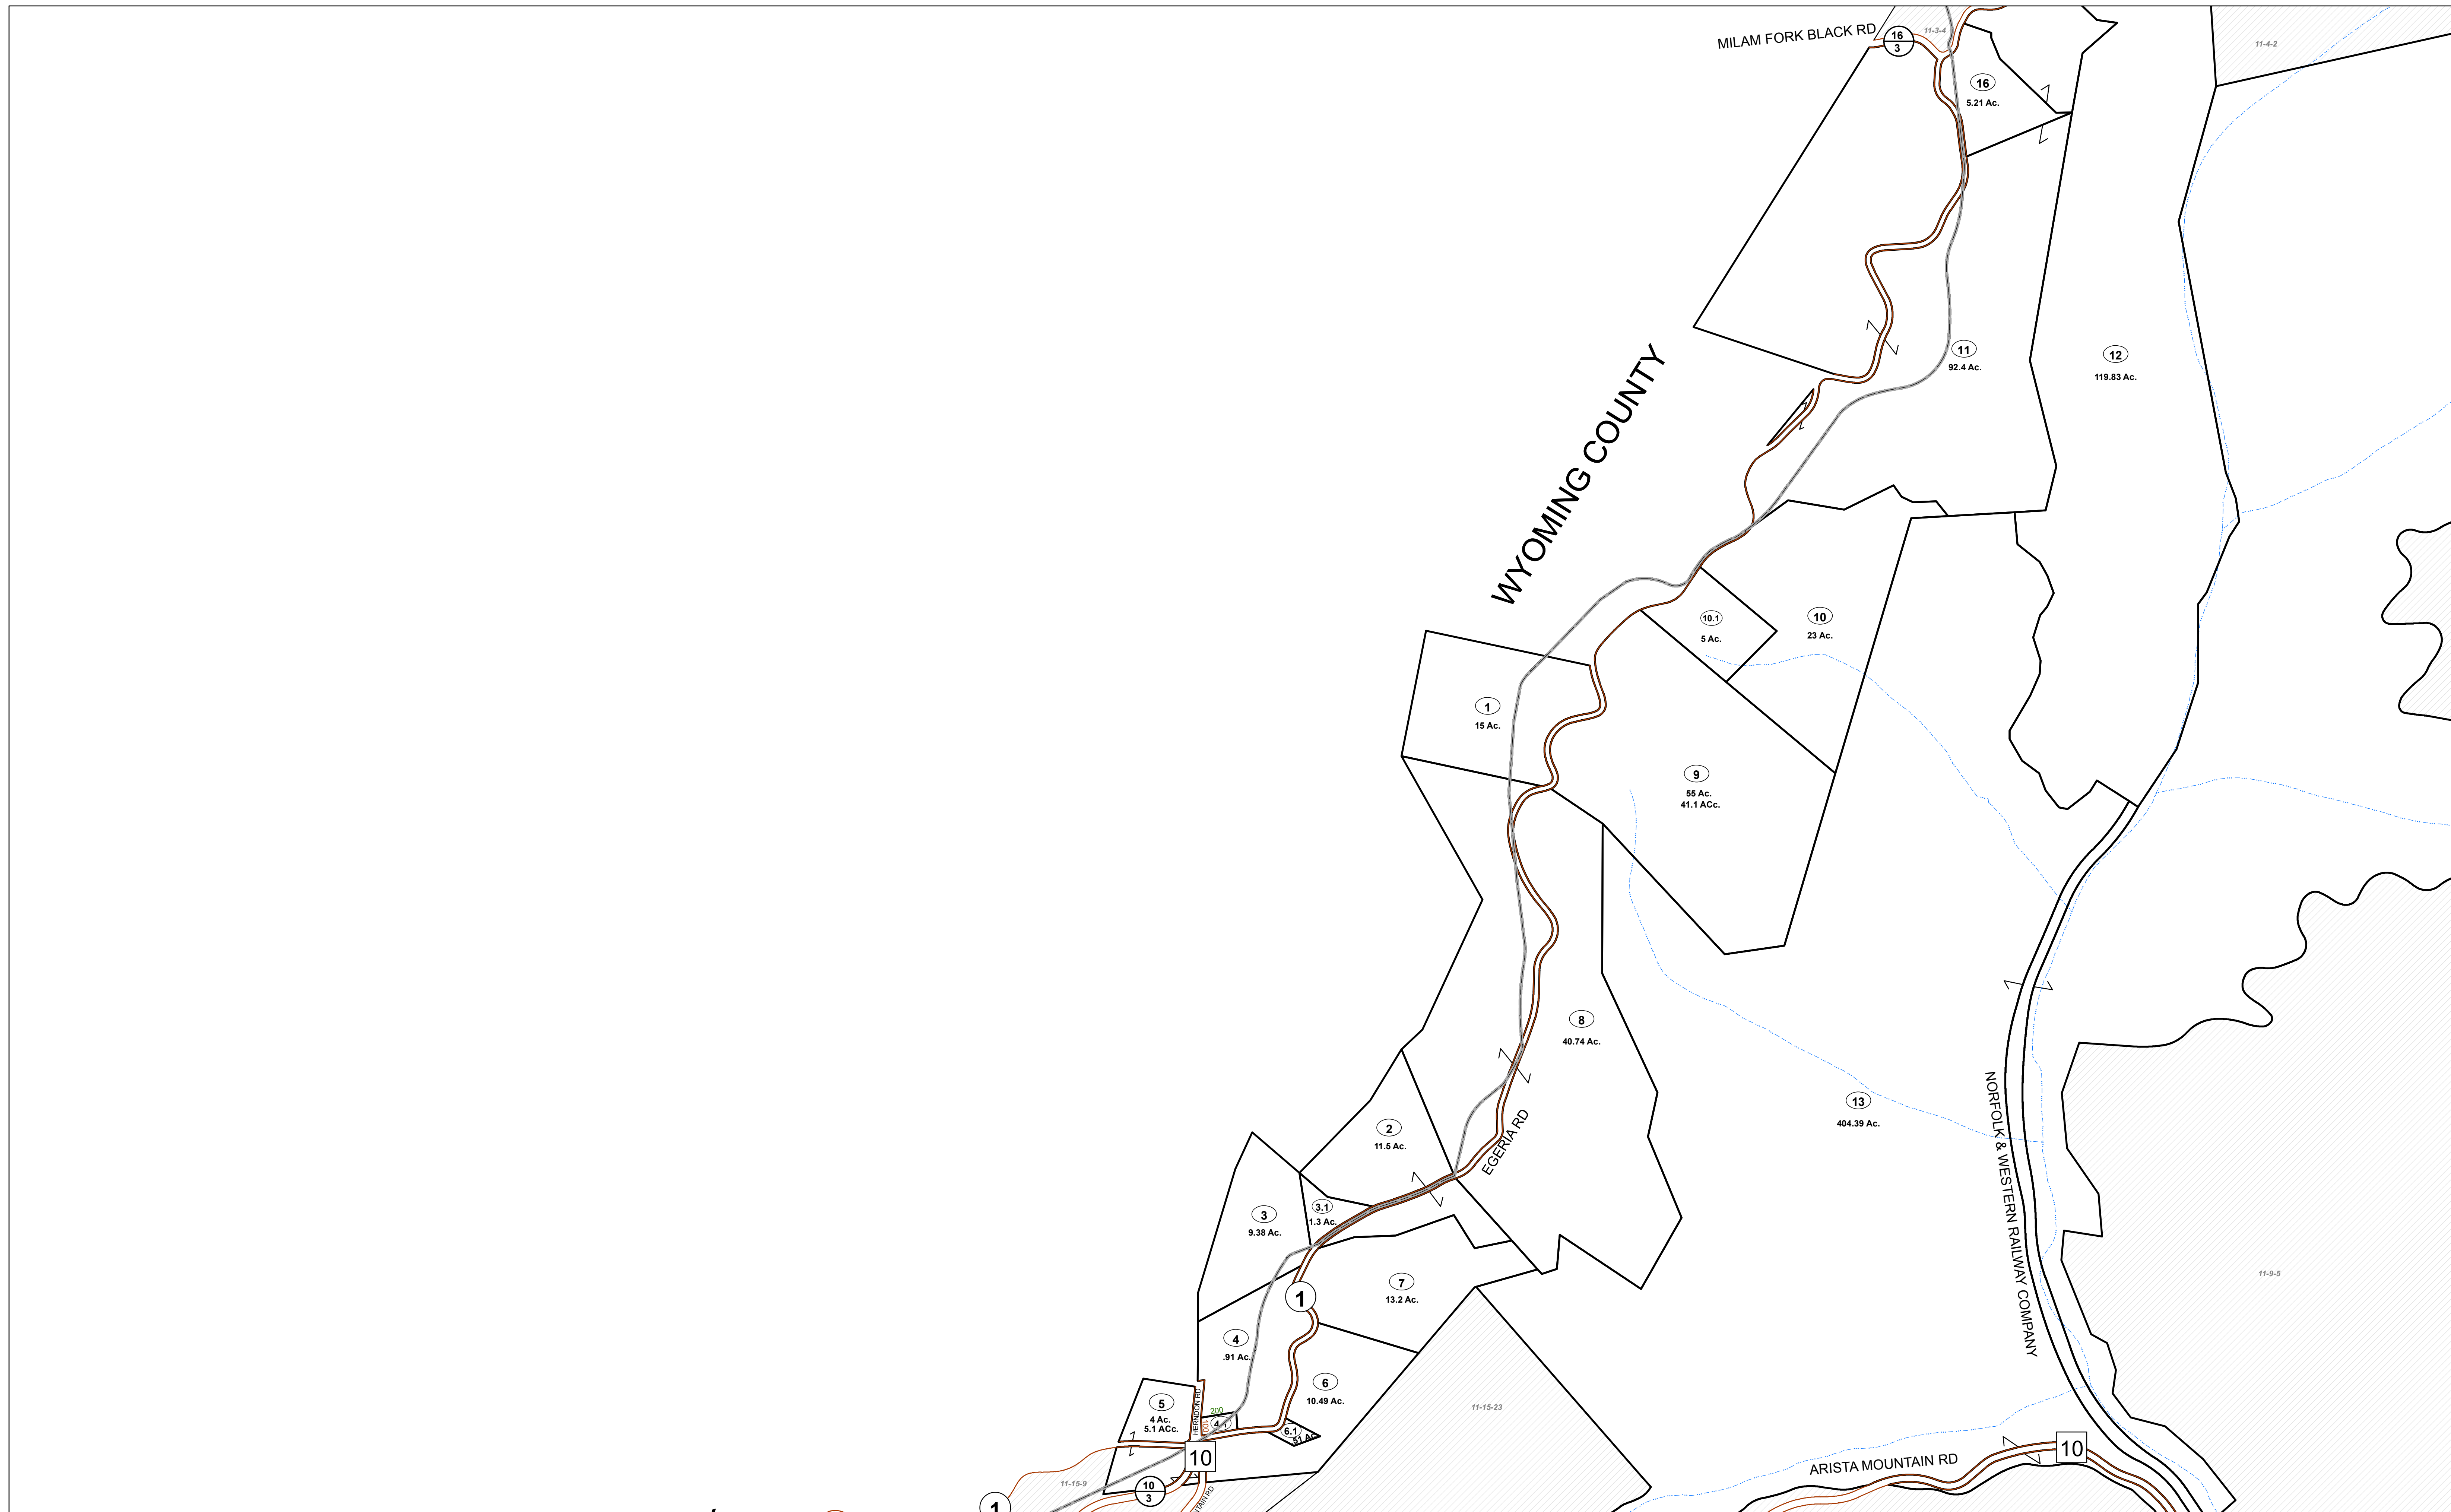 MILAM FORK BLACK RD
16
3
11-3-4
11-4-2
16
5.21 Ac.
WYOMING COUNTY
11
92.4 Ac.
12
119.83 Ac.
10.1
5 Ac.
10
23 Ac.
1
15 Ac.
9
55 Ac.
41.1 ACc.
8
40.74 Ac.
13
404.39 Ac.
NORFOLK & WESTERN RAILWAY COMPANY
EGERIA RD
2
11.5 Ac.
3
9.38 Ac.
3.1
1.3 Ac.
7
13.2 Ac.
1
11-9-5
4
.91 Ac.
6
10.49 Ac.
5
4 Ac.
5.1 ACc.
HERNDON RD
200
100
6.1
.51 Ac.
11-15-23
10
ARISTA MOUNTAIN RD
10
11-15-9
10
3
1